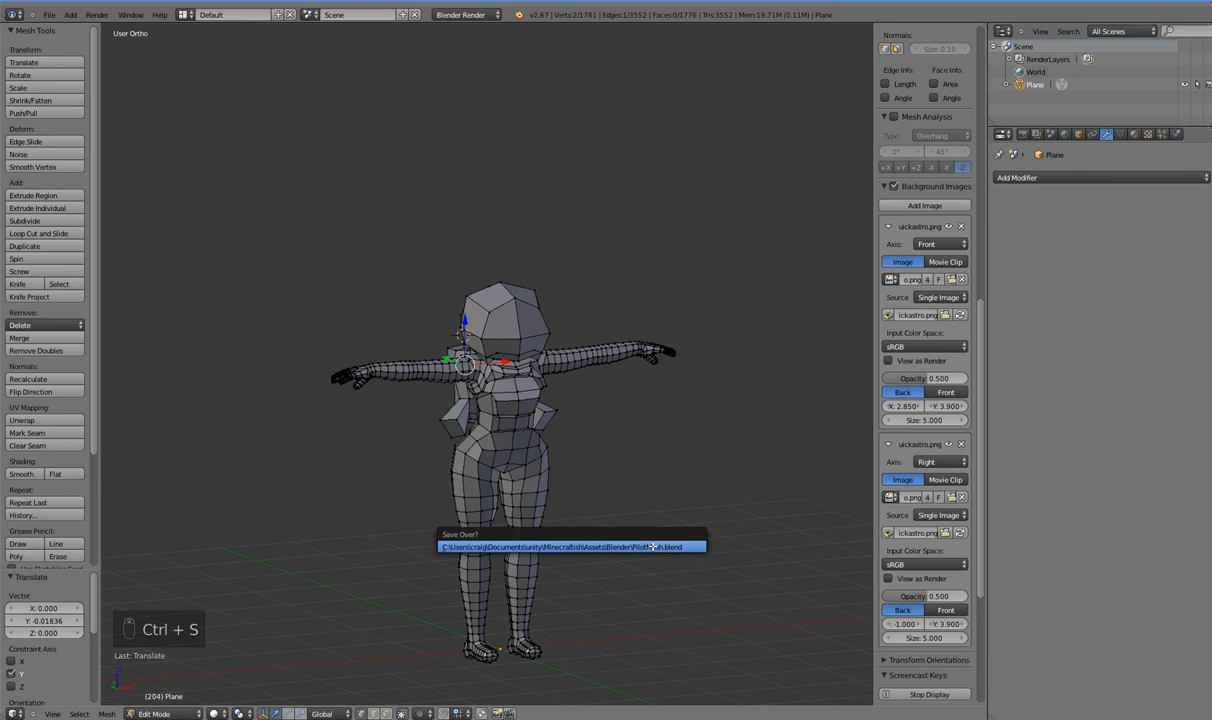 File Add Render Window Help Default Scene Blender Render v2.67 | Verts:2/1781 | Edges:1/3552 | Faces:0/1776 | Tris:3552 | Mem:19.71M (0.11M) | Plane
Mesh Tools
Transform:
Translate
Rotate
Scale
Shrink/Fatten
Push/Pull
Deform:
Edge Slide
Noise
Smooth Vertex
Add:
Extrude Region
Extrude Individual
Subdivide
Loop Cut and Slide
Duplicate
Spin
Screw
Knife Select
Knife Project
Remove:
Delete
Merge
Remove Doubles
Normals:
Recalculate
Flip Direction
UV Mapping:
Unwrap
Mark Seam
Clear Seam
Shading:
Smooth Flat
Repeat:
Repeat Last
History...
Grease Pencil:
Draw Line
Poly Erase
Translate
Vector
X: 0.000
Y: -0.01836
Z: 0.000
Constraint Axis
X
Y
Z
Orientation
User Ortho
Save Over?
Ctrl + S
Last: Translate
(204) Plane
View Select Add Mesh Edit Mode Global
Normals:
Size: 0.10
Edge Info: Face Info:
Length Area
Angle Angle
Mesh Analysis
Type: Overhang
0° 45°
+X +Y +Z -X -Y -Z
Background Images
Add Image
uickastro.png
Axis: Front
Image Movie Clip
o.png 4 F
Source Single Image
ickastro.png
Input Color Space:
sRGB
View as Render
Opacity: 0.500
Back Front
X: 2.850 Y: 3.900
Size: 5.000
uickastro.png
Axis: Right
Image Movie Clip
o.png 4 F
Source Single Image
ickastro.png
Input Color Space:
sRGB
View as Render
Opacity: 0.500
Back Front
-1.000 Y: 3.900
Size: 5.000
Transform Orientations
Screencast Keys
Stop Display
View Search All Scenes
Scene
RenderLayers |
World
Plane |
Plane
Add Modifier